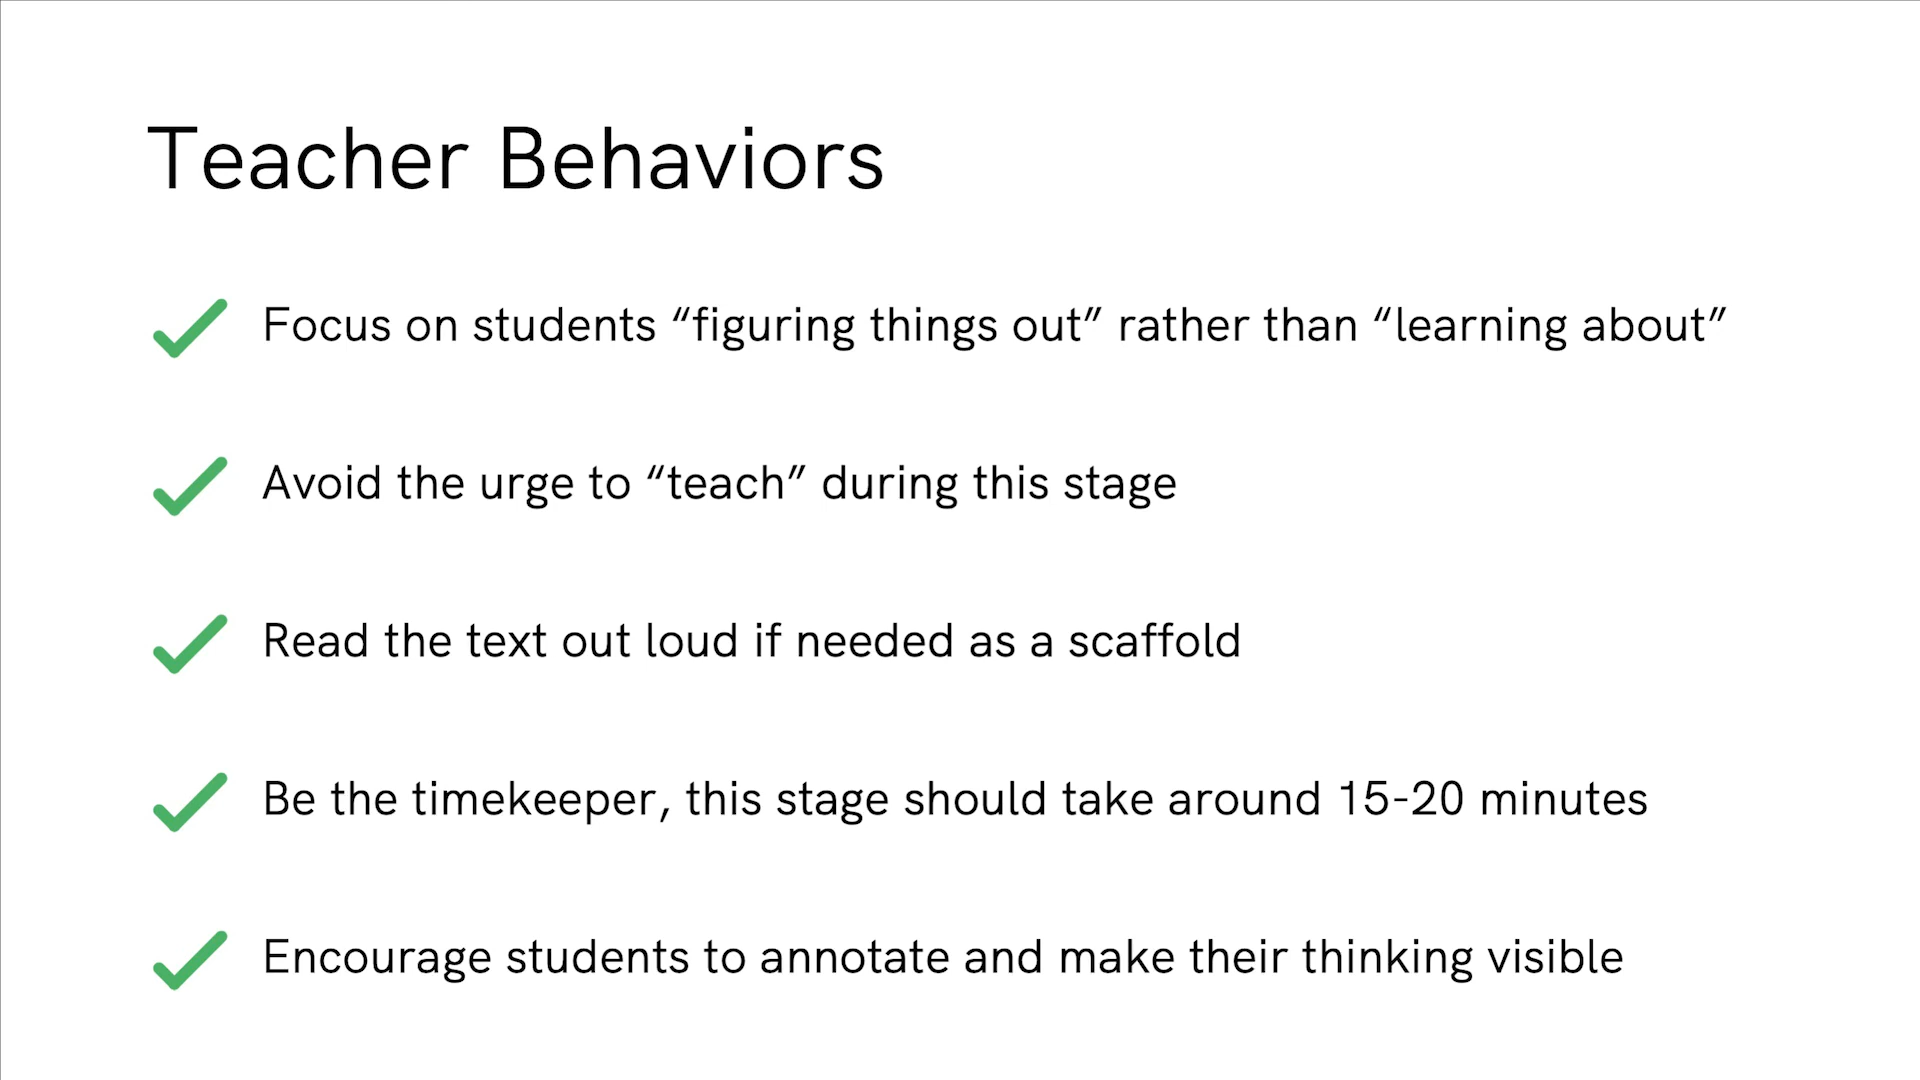 Teacher Behaviors
Focus on students “figuring things out” rather than “learning about”
Avoid the urge to “teach” during this stage
Read the text out loud if needed as a scaffold
Be the timekeeper, this stage should take around 15-20 minutes
Encourage students to annotate and make their thinking visible